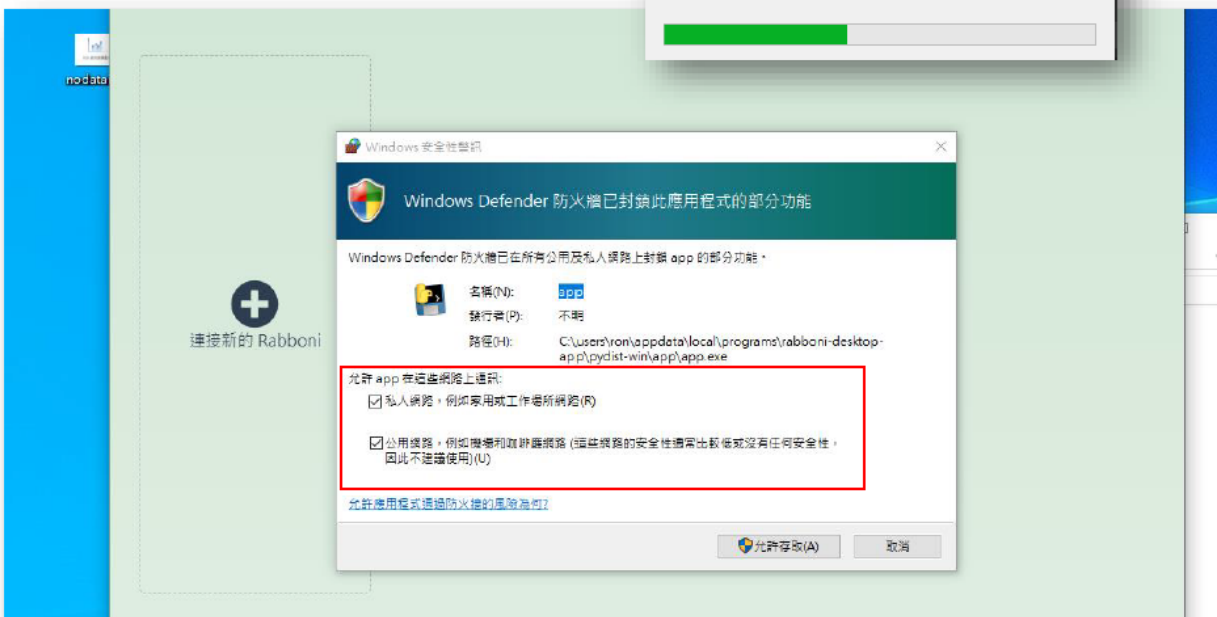 no data
Windows 安全性警訊
Windows Defender 防火牆已封鎖此應用程式的部分功能
Windows Defender 防火牆已在所有公用及私人網路上封鎖 app 的部分功能。
名稱(N): app
發行者(P): 不明
路徑(H): C:\users\ron\appdata\local\programs\rabboni-desktop-
app\pydist-win\app\app.exe
連接新的 Rabboni
允許 app 在這些網路上通訊:
私人網路，例如家用或工作場所網路(R)
公用網路，例如機場和咖啡廳網路 (這些網路的安全性通常比較低或沒有任何安全性，
因此不建議使用)(U)
允許應用程式通過防火牆的風險為何?
允許存取(A) 取消